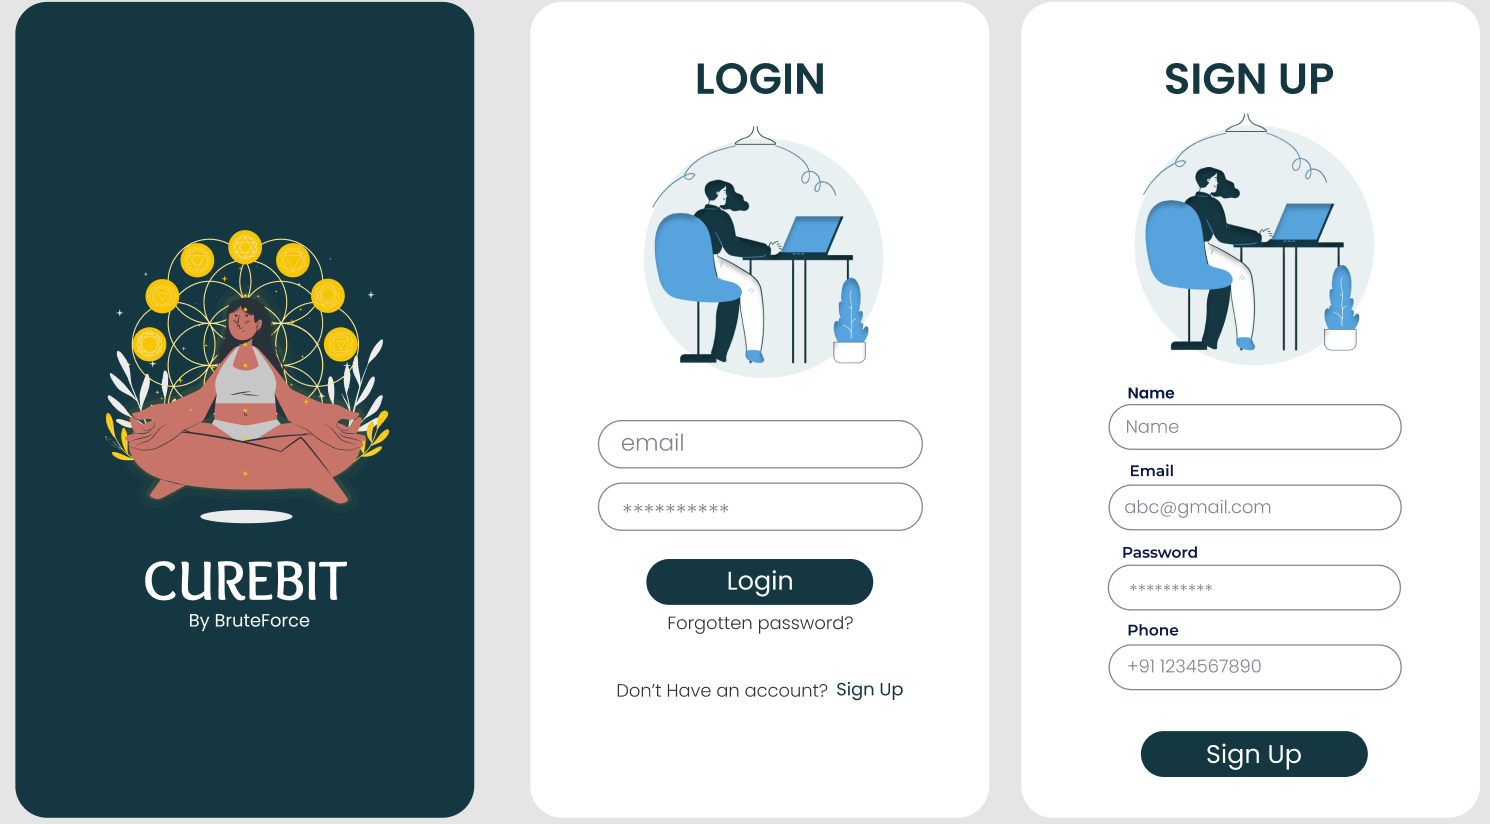 CUREBIT
By BruteForce
LOGIN
email
**********
Login
Forgotten password?
Don't Have an account? Sign Up
SIGN UP
Name
Name
Email
abc@gmail.com
Password
**********
Phone
+91 1234567890
Sign Up